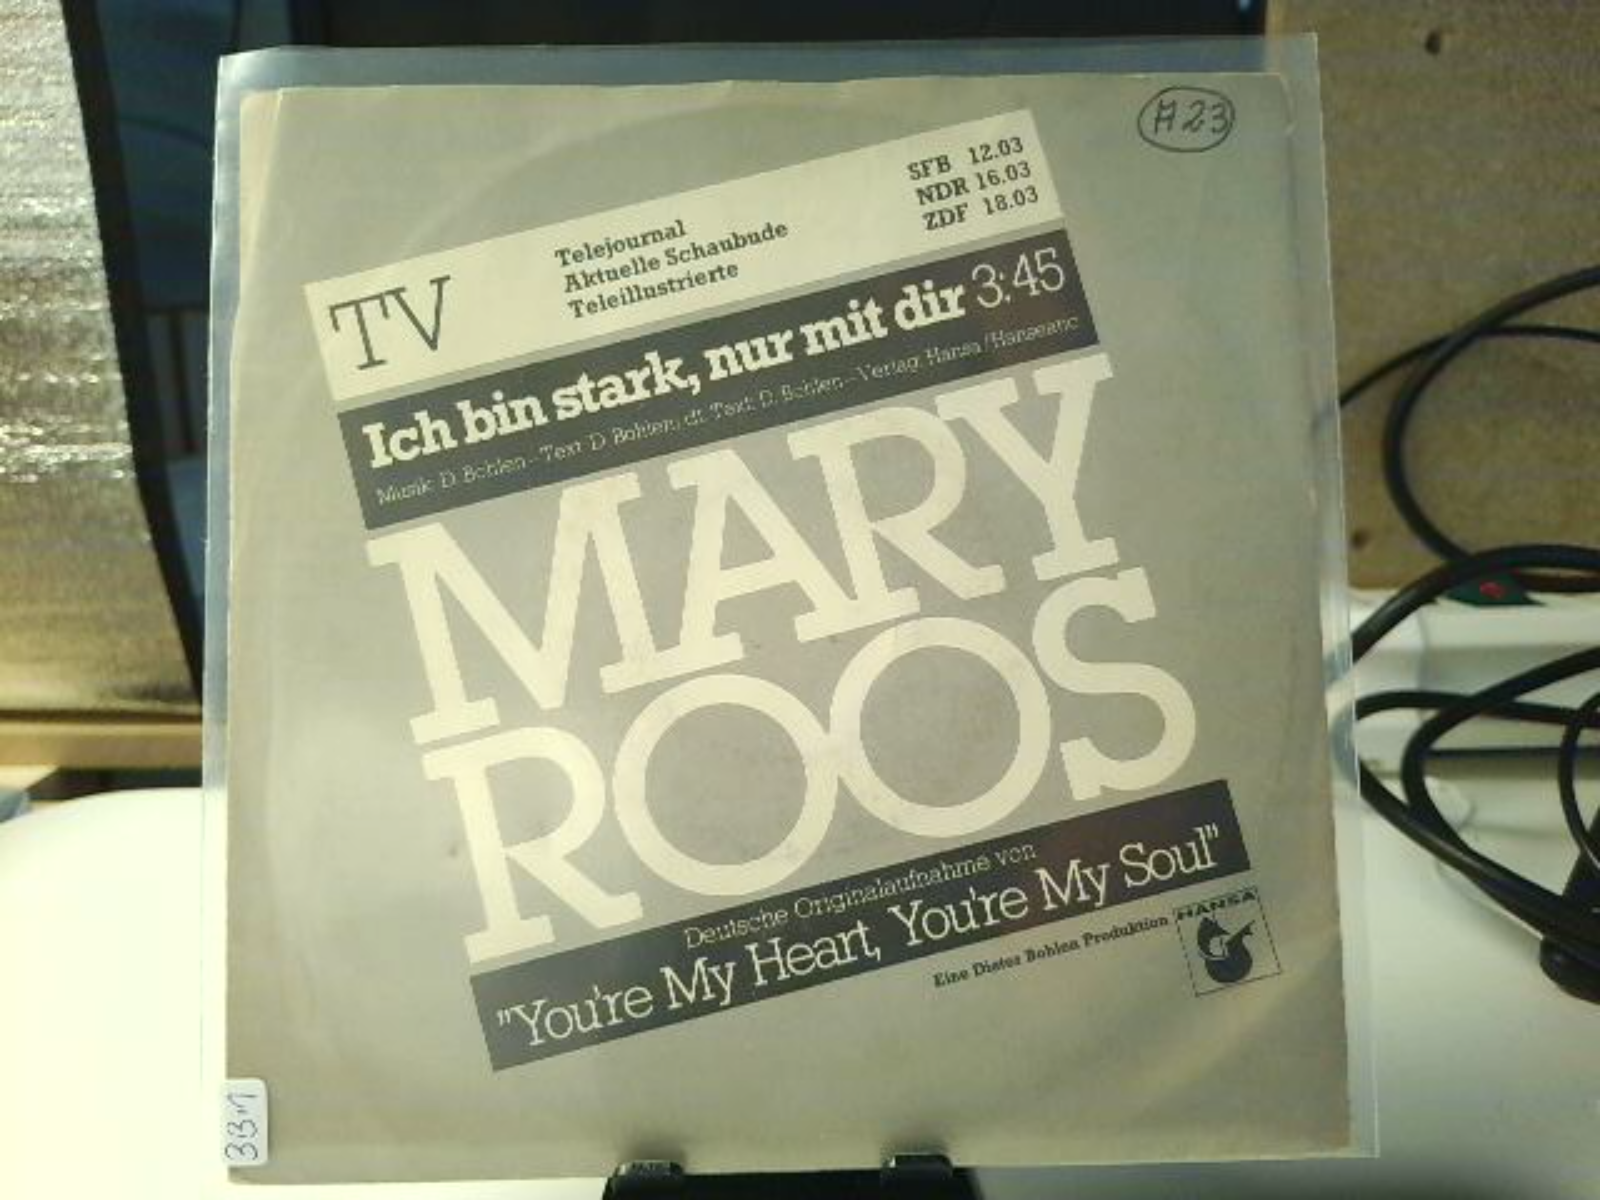 A23
TV
Telejournal SFB 12.03
Aktuelle Schaubude NDR 16.03
Teleillustrierte ZDF 18.03
Ich bin stark, nur mit dir 3:45
Musik: D. Bohlen – Text: D. Bohlen, dt. Text: D. Bohlen – Verlag: Hansa/Hanseatic
MARY
ROOS
Deutsche Originalaufnahme von
"You're My Heart, You're My Soul"
Eine Dieter Bohlen Produktion
HANSA